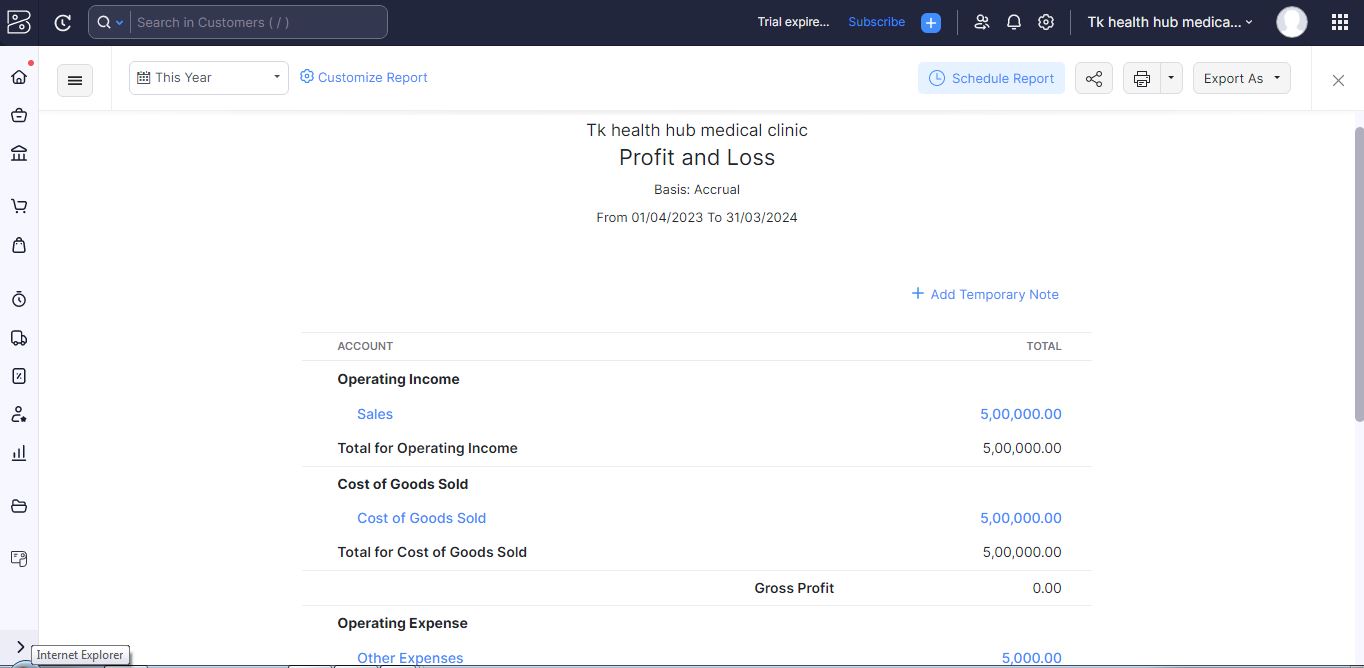 Search in Customers ( / )
Trial expire...
Subscribe
Tk health hub medica...
This Year
Customize Report
Schedule Report
Export As
Tk health hub medical clinic
Profit and Loss
Basis: Accrual
From 01/04/2023 To 31/03/2024
Add Temporary Note
ACCOUNT TOTAL
Operating Income
Sales 5,00,000.00
Total for Operating Income 5,00,000.00
Cost of Goods Sold
Cost of Goods Sold 5,00,000.00
Total for Cost of Goods Sold 5,00,000.00
Gross Profit 0.00
Operating Expense
Other Expenses 5,000.00
Internet Explorer